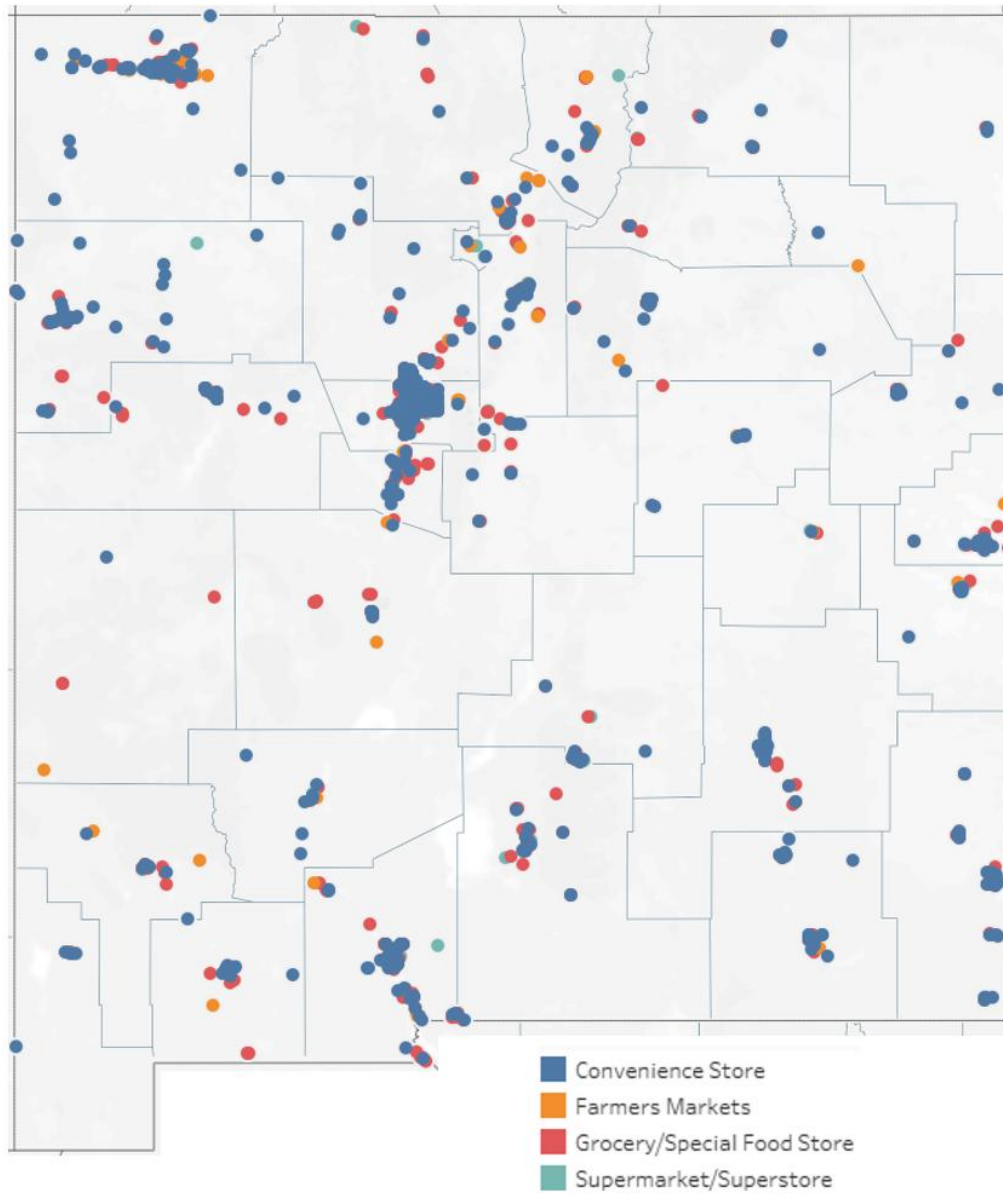 Convenience Store
Farmers Markets
Grocery/Special Food Store
Supermarket/Superstore